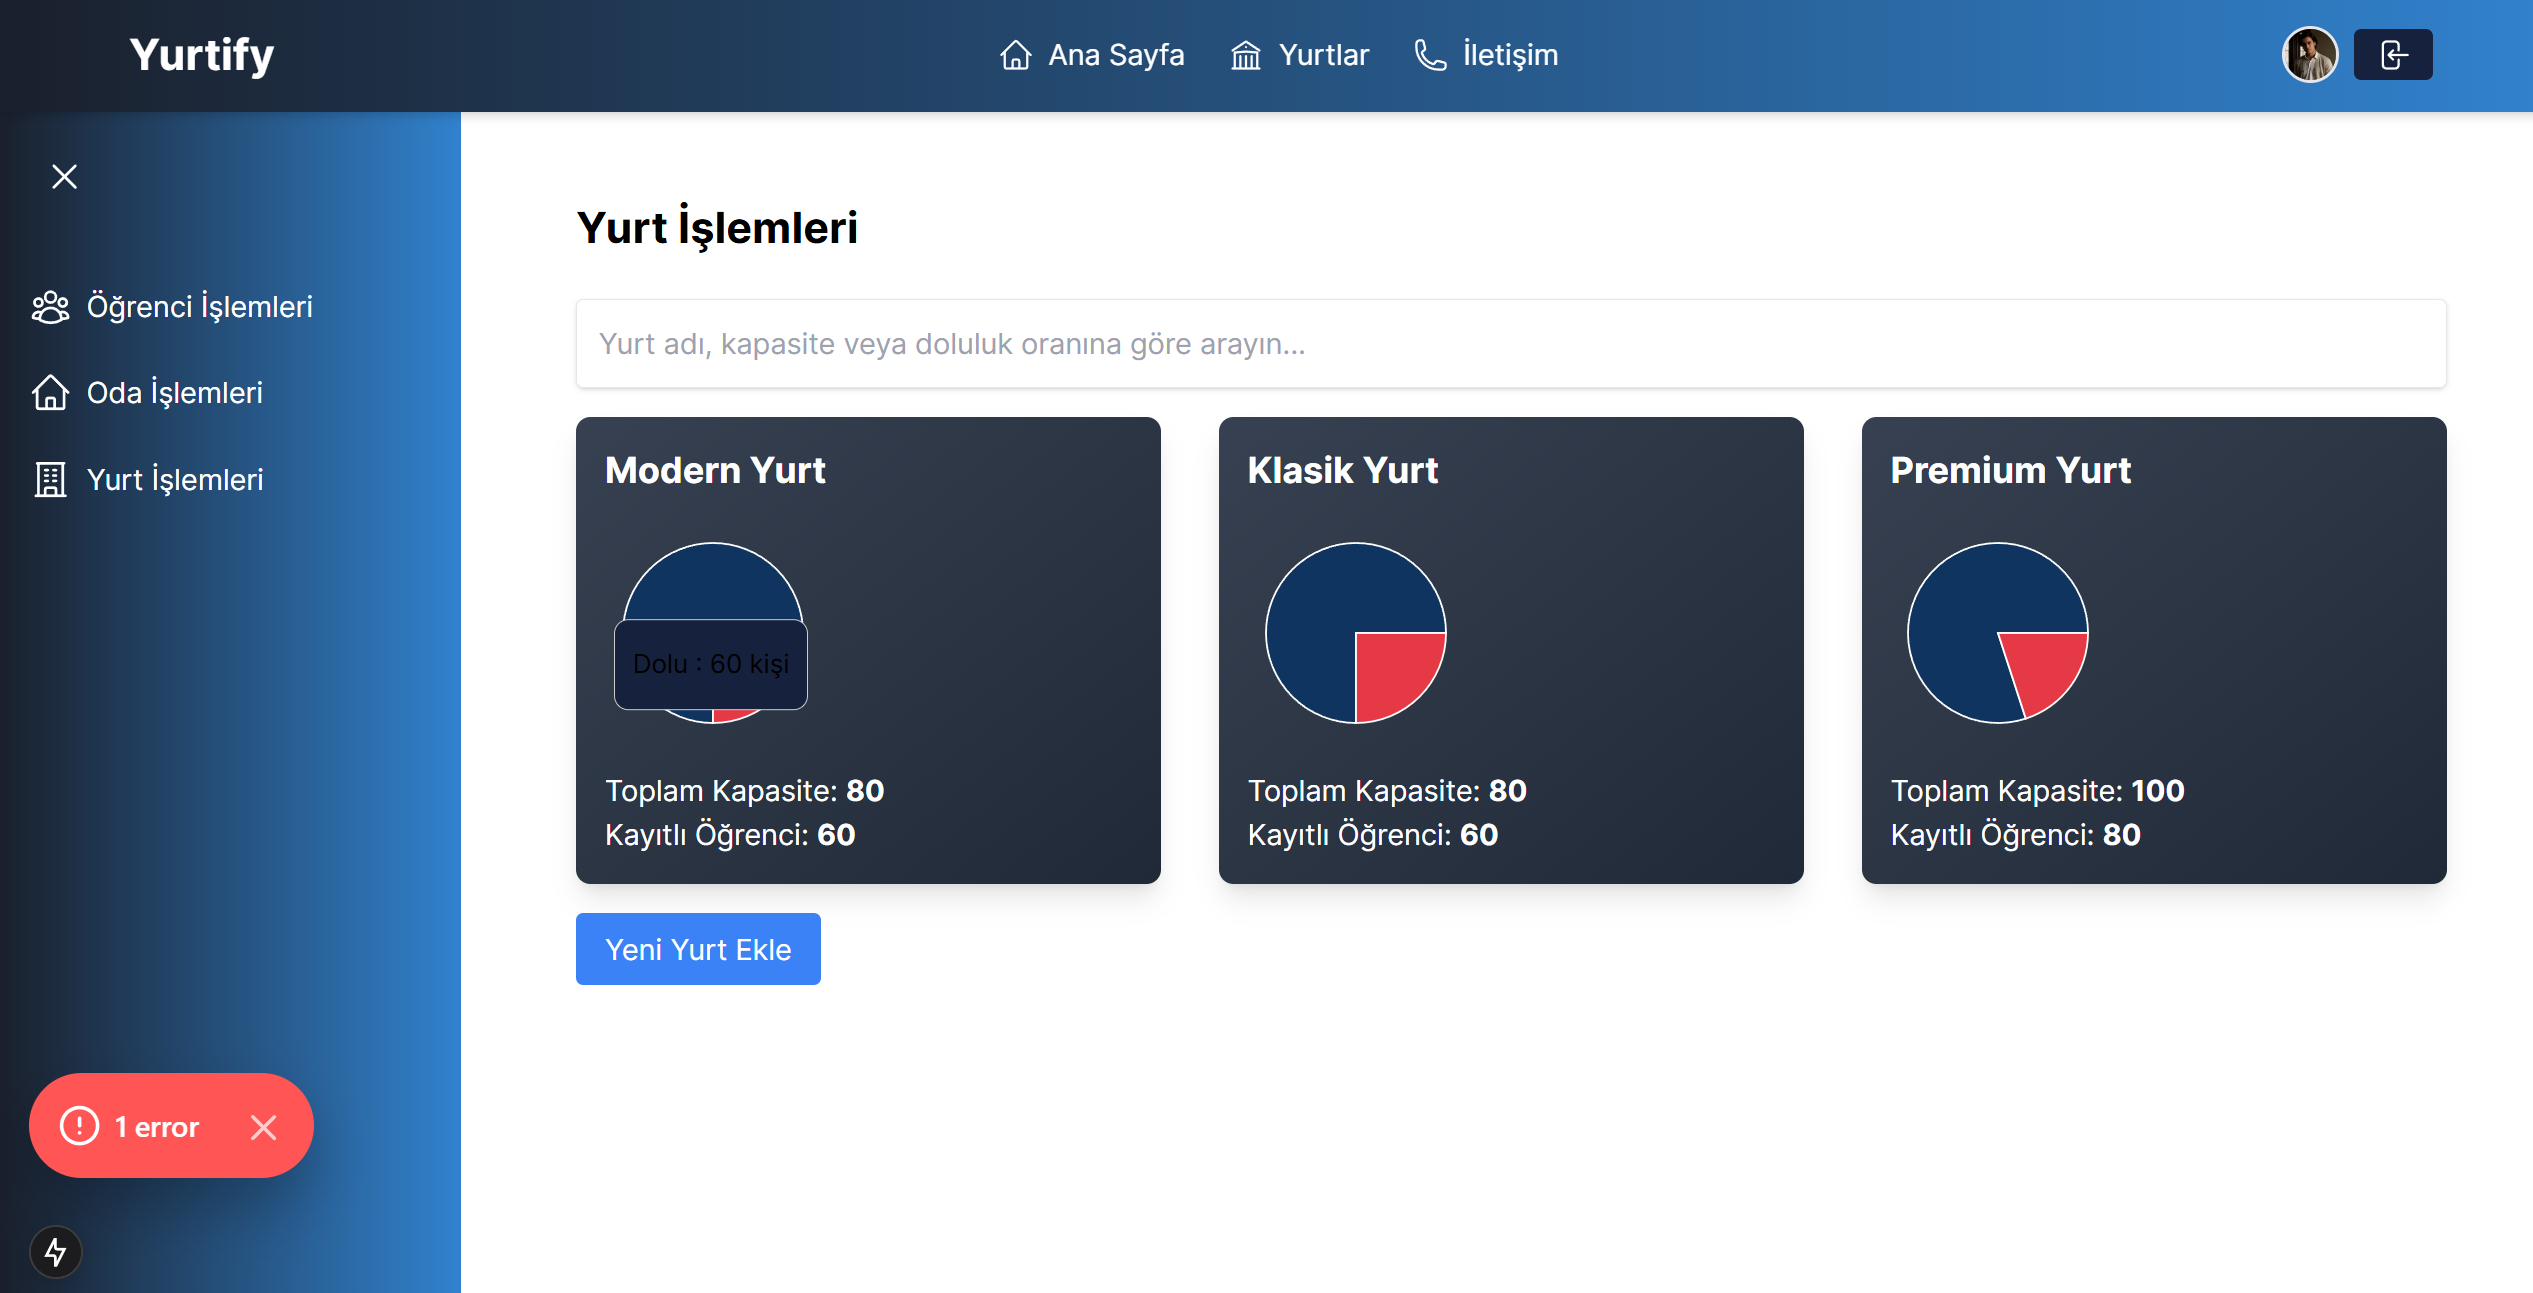 Yurtify
Ana Sayfa
Yurtlar
İletişim
Öğrenci İşlemleri
Oda İşlemleri
Yurt İşlemleri
1 error
Yurt İşlemleri
Yurt adı, kapasite veya doluluk oranına göre arayın...
Modern Yurt
Dolu : 60 kişi
Toplam Kapasite: 80
Kayıtlı Öğrenci: 60
Klasik Yurt
Toplam Kapasite: 80
Kayıtlı Öğrenci: 60
Premium Yurt
Toplam Kapasite: 100
Kayıtlı Öğrenci: 80
Yeni Yurt Ekle